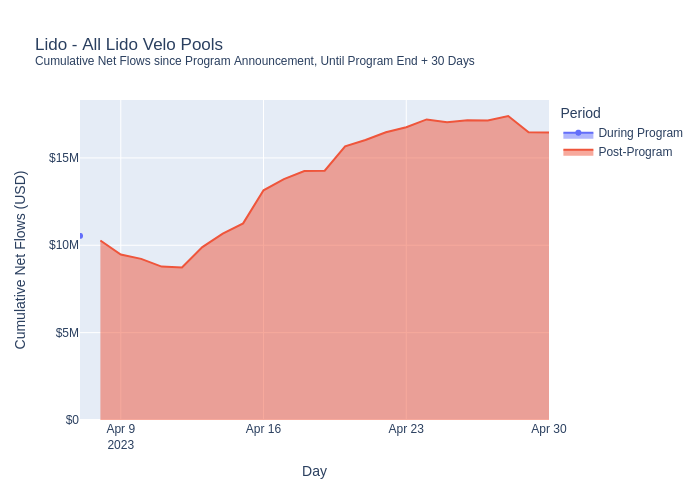 Lido - All Lido Velo Pools
Cumulative Net Flows since Program Announcement, Until Program End + 30 Days
Period
During Program
Post-Program
Cumulative Net Flows (USD)
$15M
$10M
$5M
$0
Apr 9
2023
Apr 16
Apr 23
Apr 30
Day